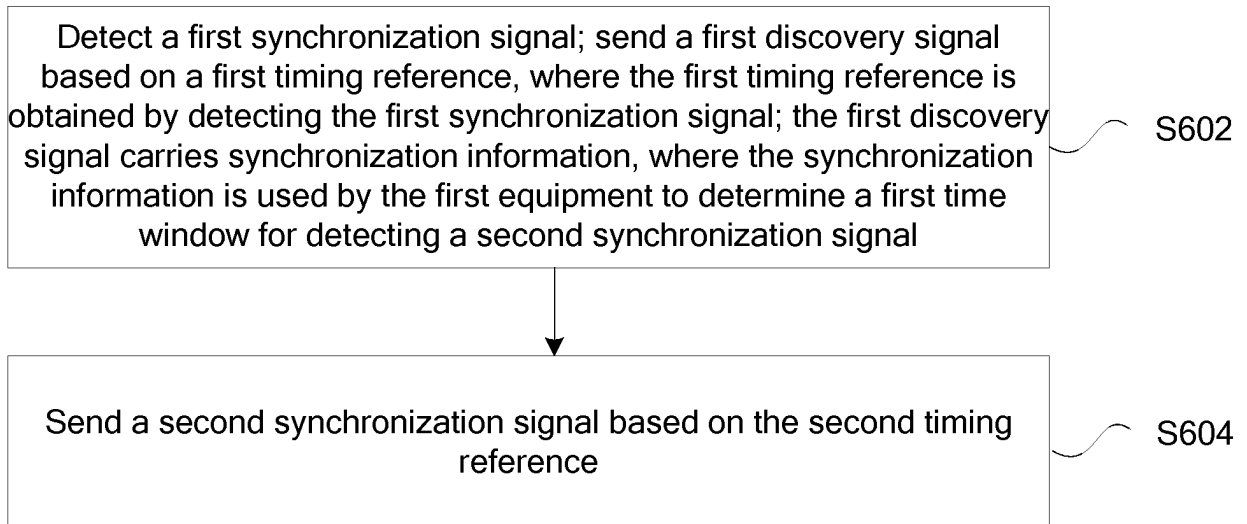 Detect a first synchronization signal; send a first discovery signal
based on a first timing reference, where the first timing reference is
obtained by detecting the first synchronization signal; the first discovery
signal carries synchronization information, where the synchronization
information is used by the first equipment to determine a first time
window for detecting a second synchronization signal
S602
Send a second synchronization signal based on the second timing
reference
S604